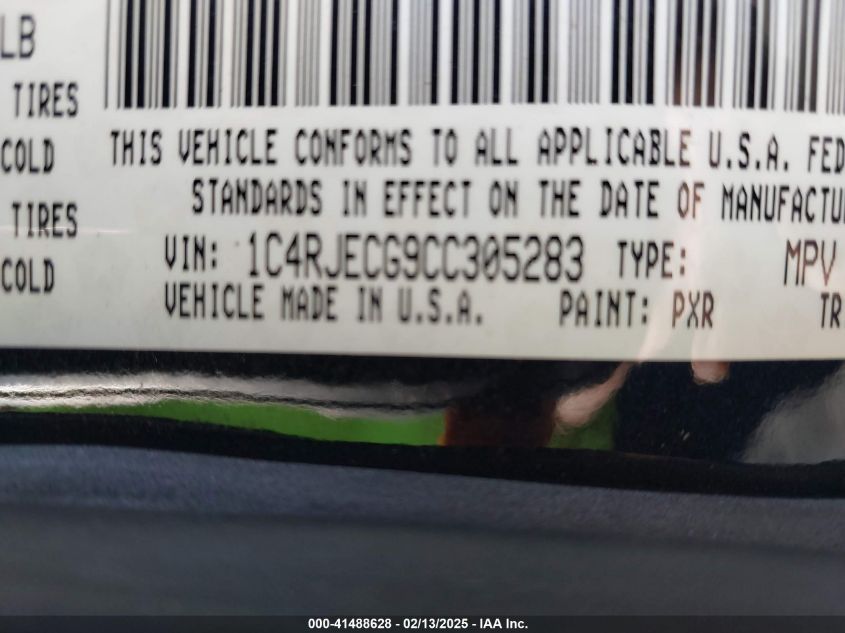 LB
TIRES
COLD THIS VEHICLE CONFORMS TO ALL APPLICABLE U.S.A. FED
STANDARDS IN EFFECT ON THE DATE OF MANUFACTU
TIRES
VIN: 1C4RJECG9CC305283 TYPE: MPV
COLD
VEHICLE MADE IN U.S.A. PAINT: PXR TR
000-41488628 - 02/13/2025 - IAA Inc.